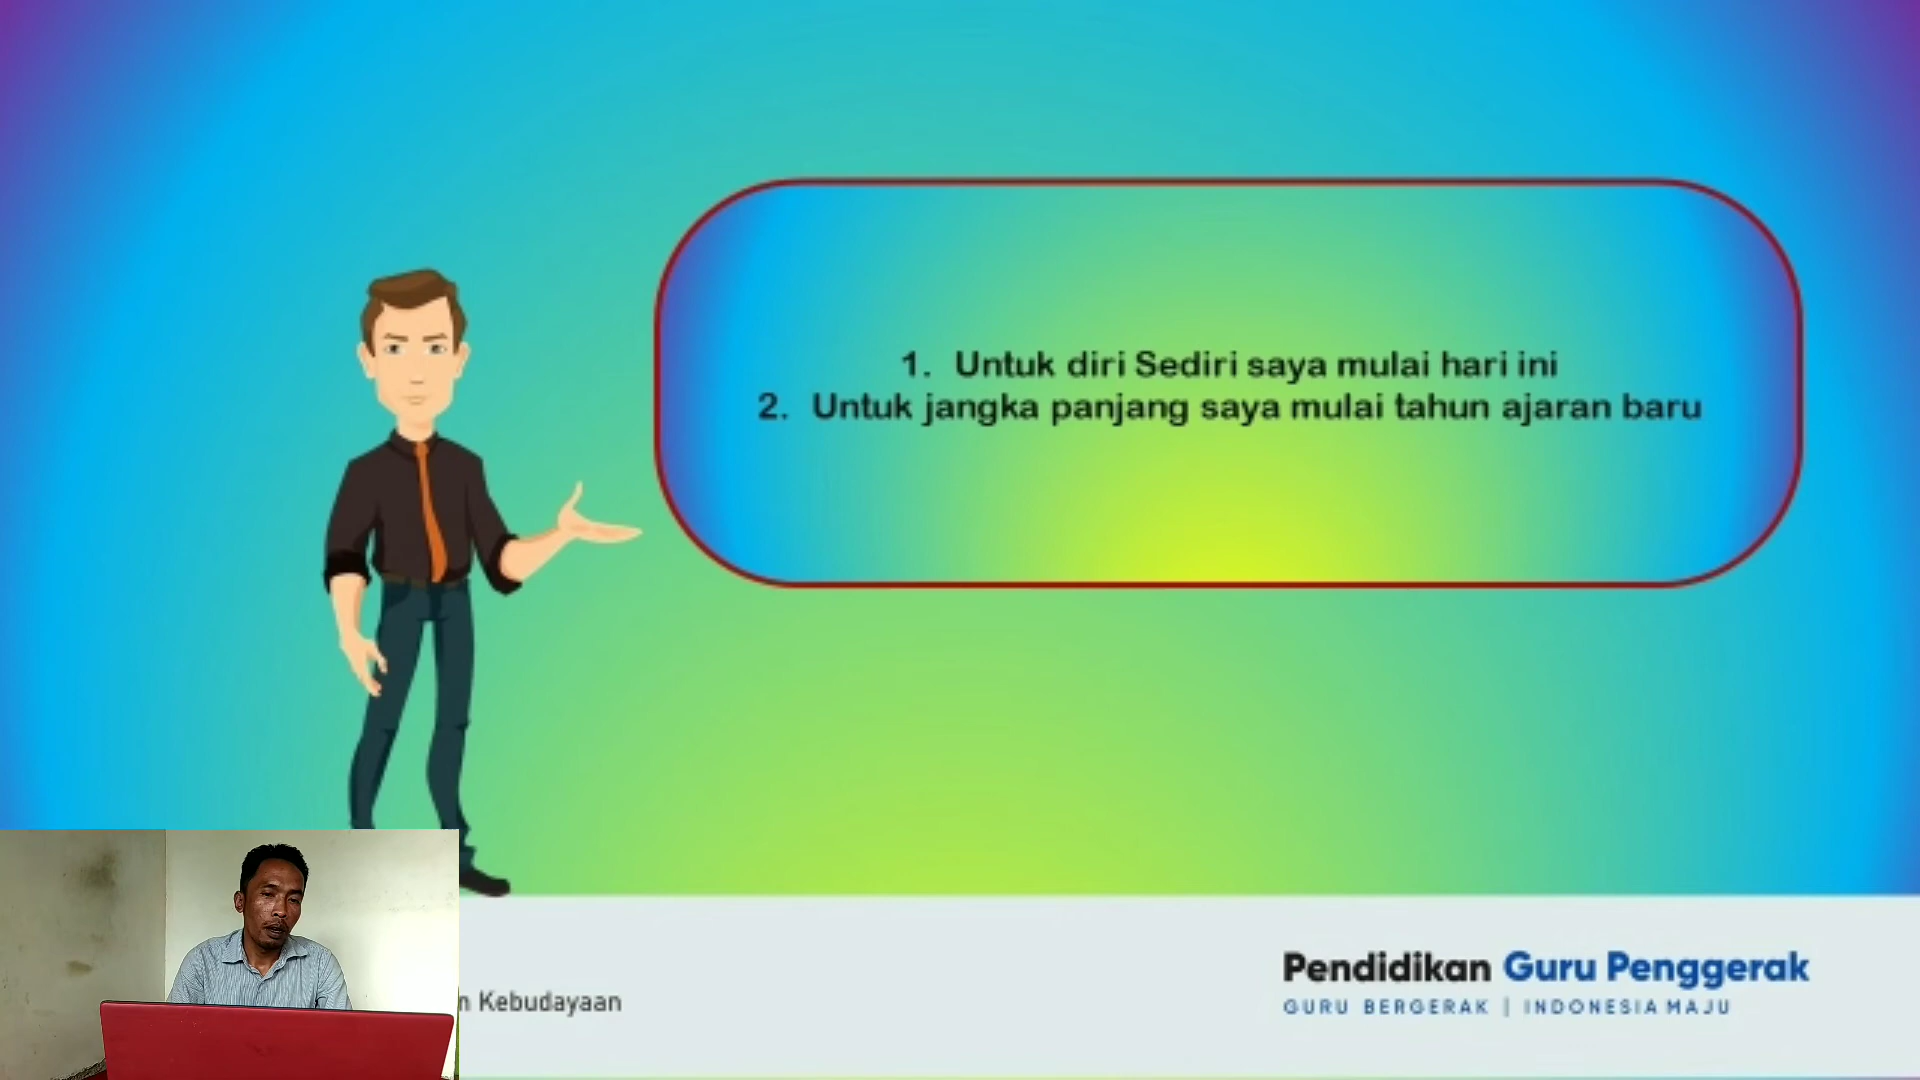 1. Untuk diri Sediri saya mulai hari ini
2. Untuk jangka panjang saya mulai tahun ajaran baru
Kebudayaan
Pendidikan Guru Penggerak
GURU BERGERAK | INDONESIA MAJU